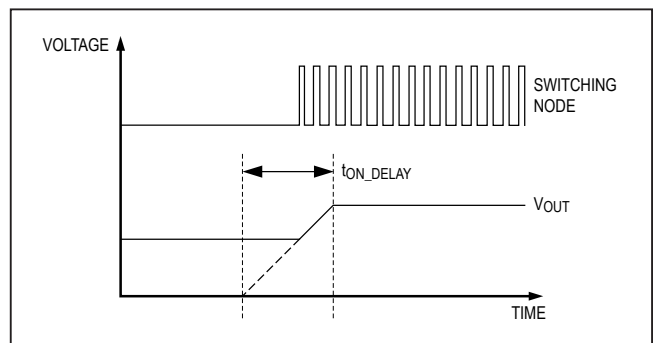 VOLTAGE
SWITCHING
NODE
tON_DELAY
VOUT
TIME